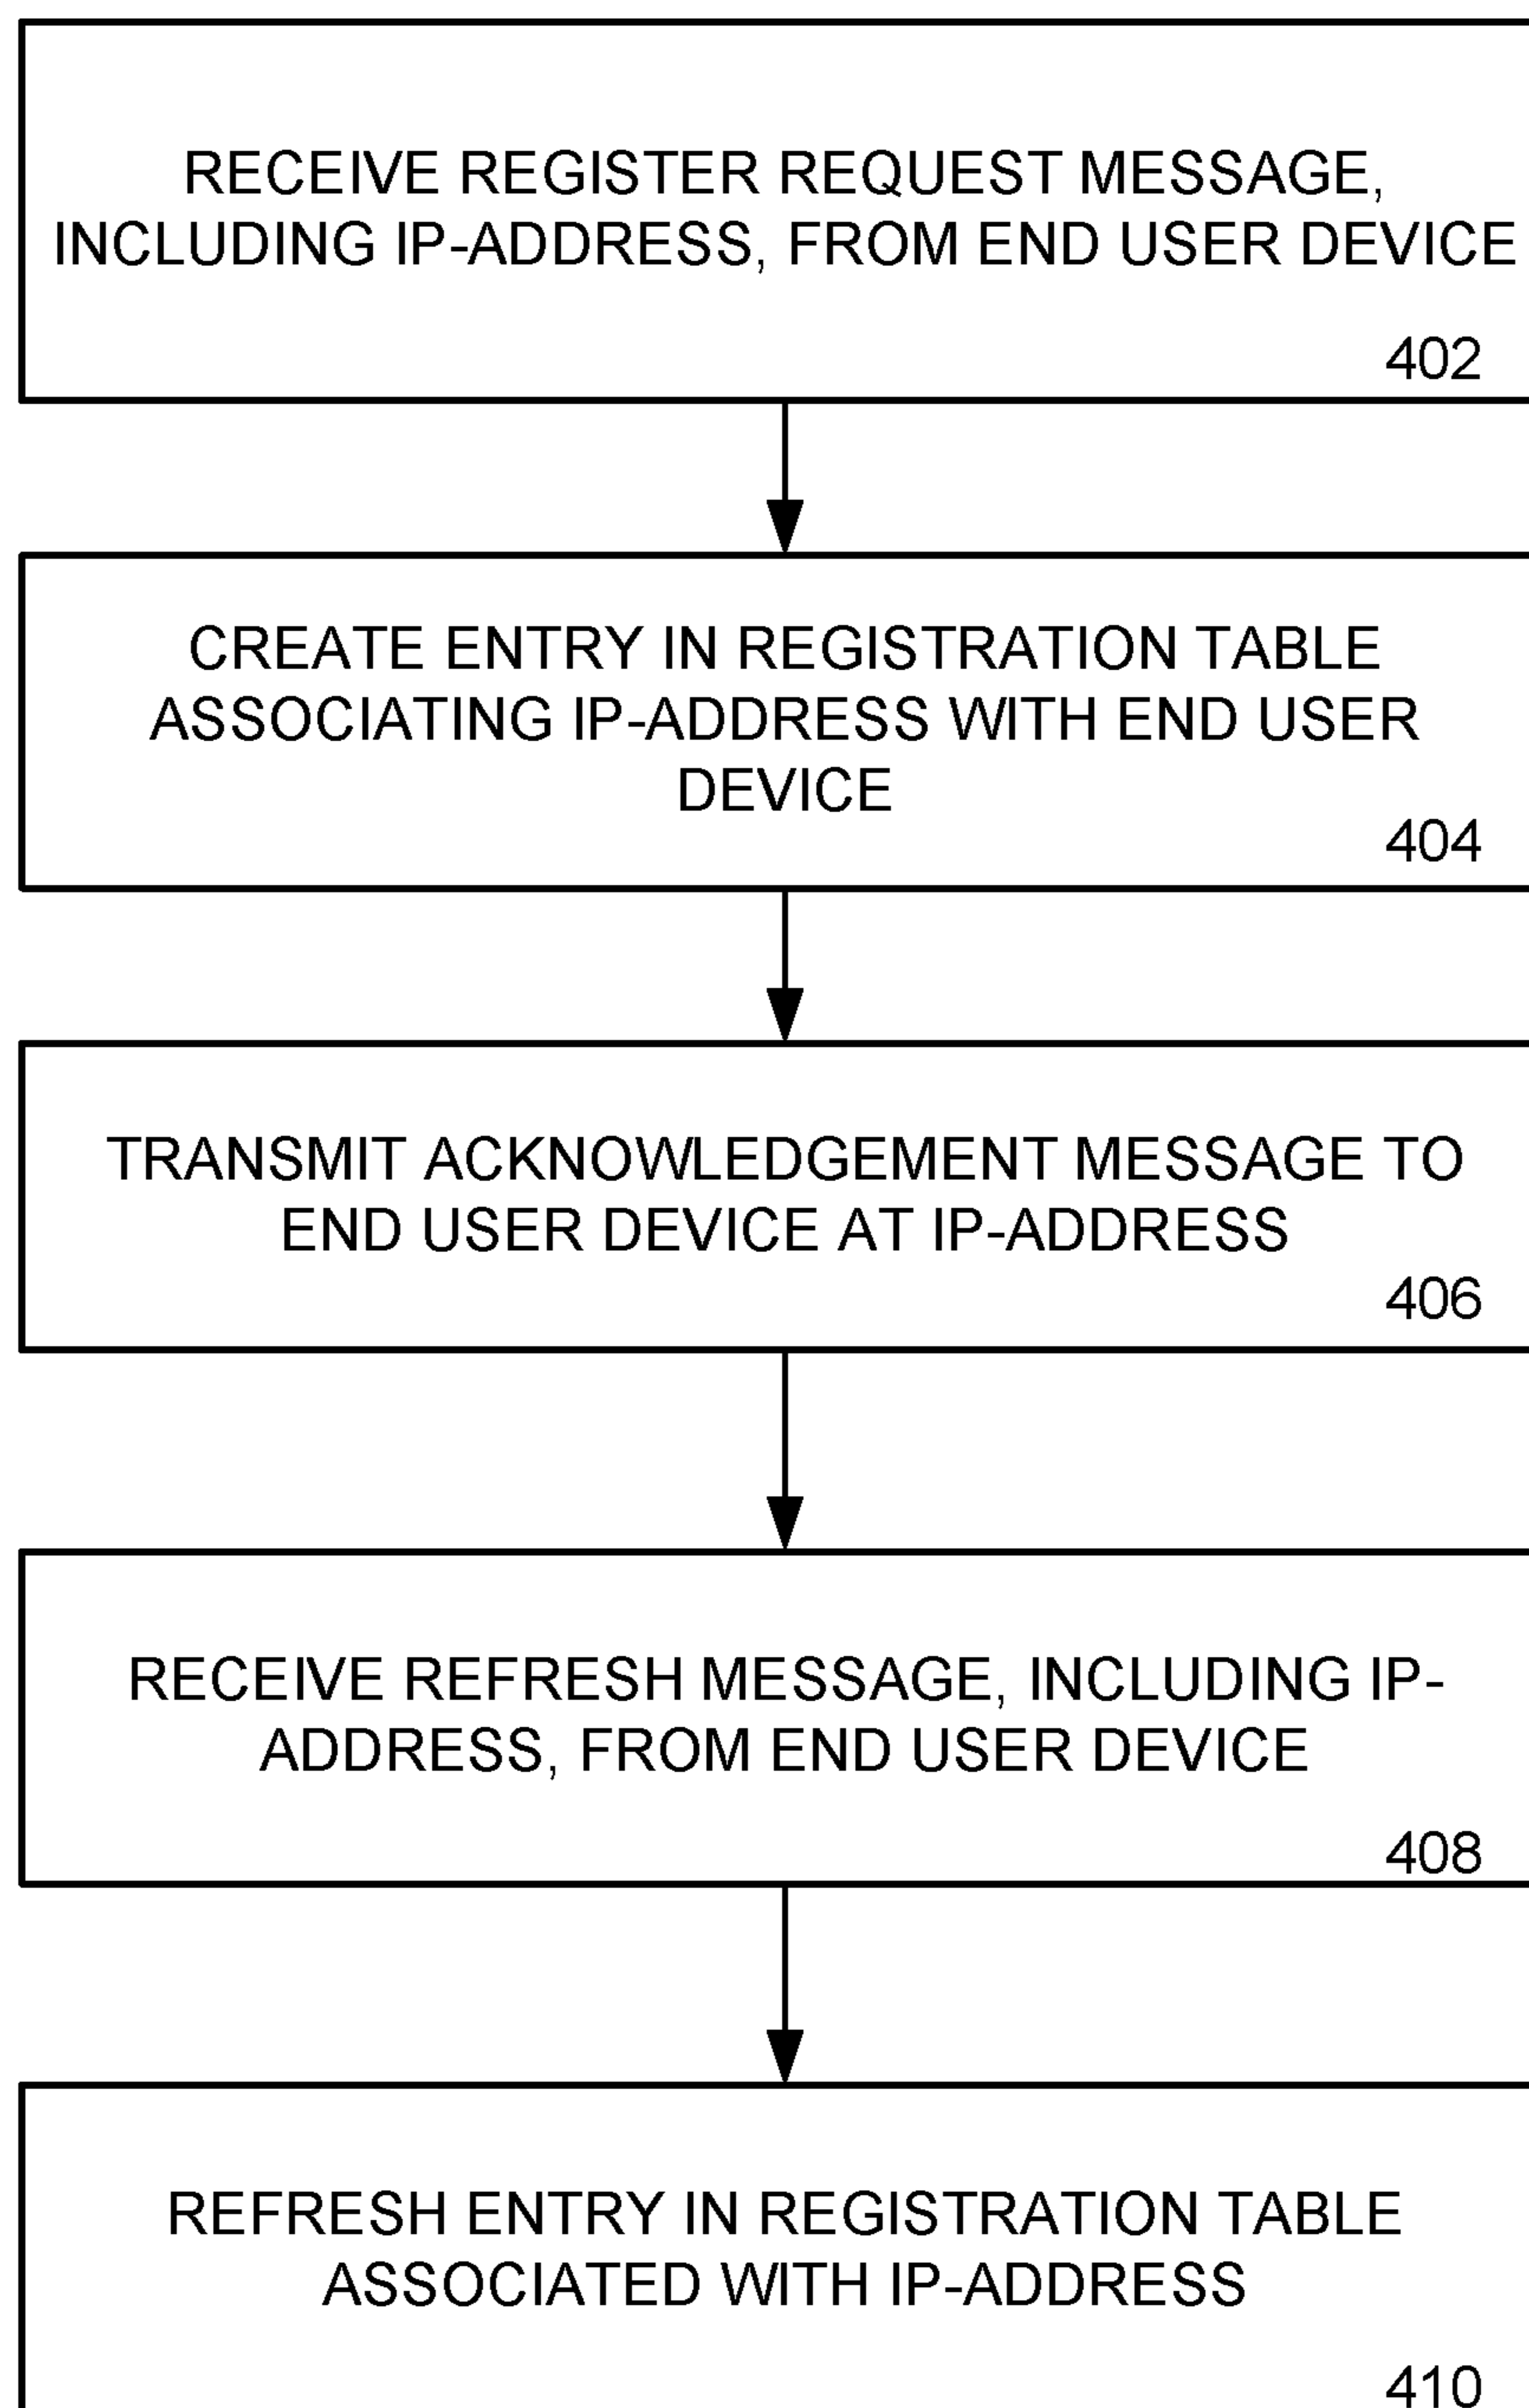 RECEIVE REGISTER REQUEST MESSAGE,
INCLUDING IP-ADDRESS, FROM END USER DEVICE
402
CREATE ENTRY IN REGISTRATION TABLE
ASSOCIATING IP-ADDRESS WITH END USER
DEVICE
404
TRANSMIT ACKNOWLEDGEMENT MESSAGE TO
END USER DEVICE AT IP-ADDRESS
406
RECEIVE REFRESH MESSAGE, INCLUDING IP-
ADDRESS, FROM END USER DEVICE
408
REFRESH ENTRY IN REGISTRATION TABLE
ASSOCIATED WITH IP-ADDRESS
410